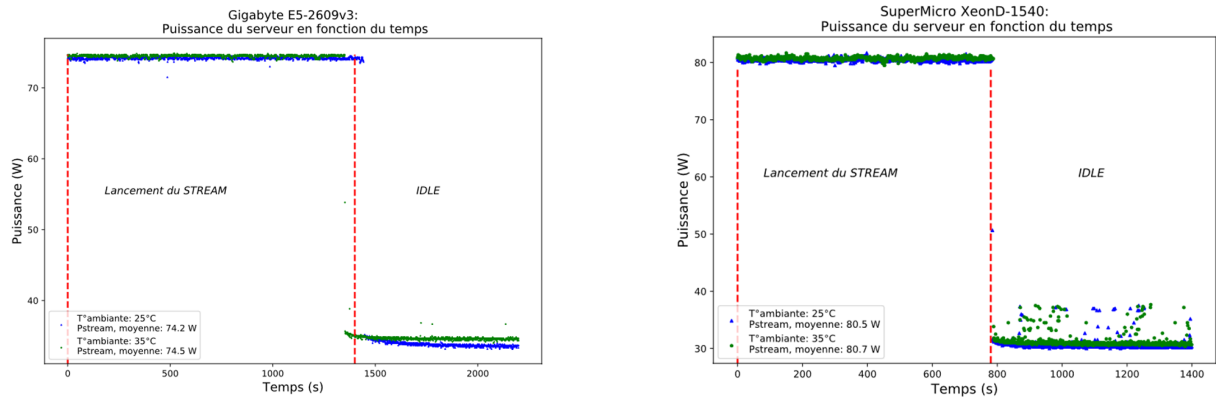 Gigabyte E5-2609v3:
Puissance du serveur en fonction du temps
Puissance (W)
70
60
50
40
Lancement du STREAM
IDLE
T°ambiante: 25°C
Pstream, moyenne: 74.2 W
T°ambiante: 35°C
Pstream, moyenne: 74.5 W
0
500
1000
1500
2000
Temps (s)
SuperMicro XeonD-1540:
Puissance du serveur en fonction du temps
Puissance (W)
80
70
60
50
40
30
Lancement du STREAM
IDLE
T°ambiante: 25°C
Pstream, moyenne: 80.5 W
T°ambiante: 35°C
Pstream, moyenne: 80.7 W
0
200
400
600
800
1000
1200
1400
Temps (s)